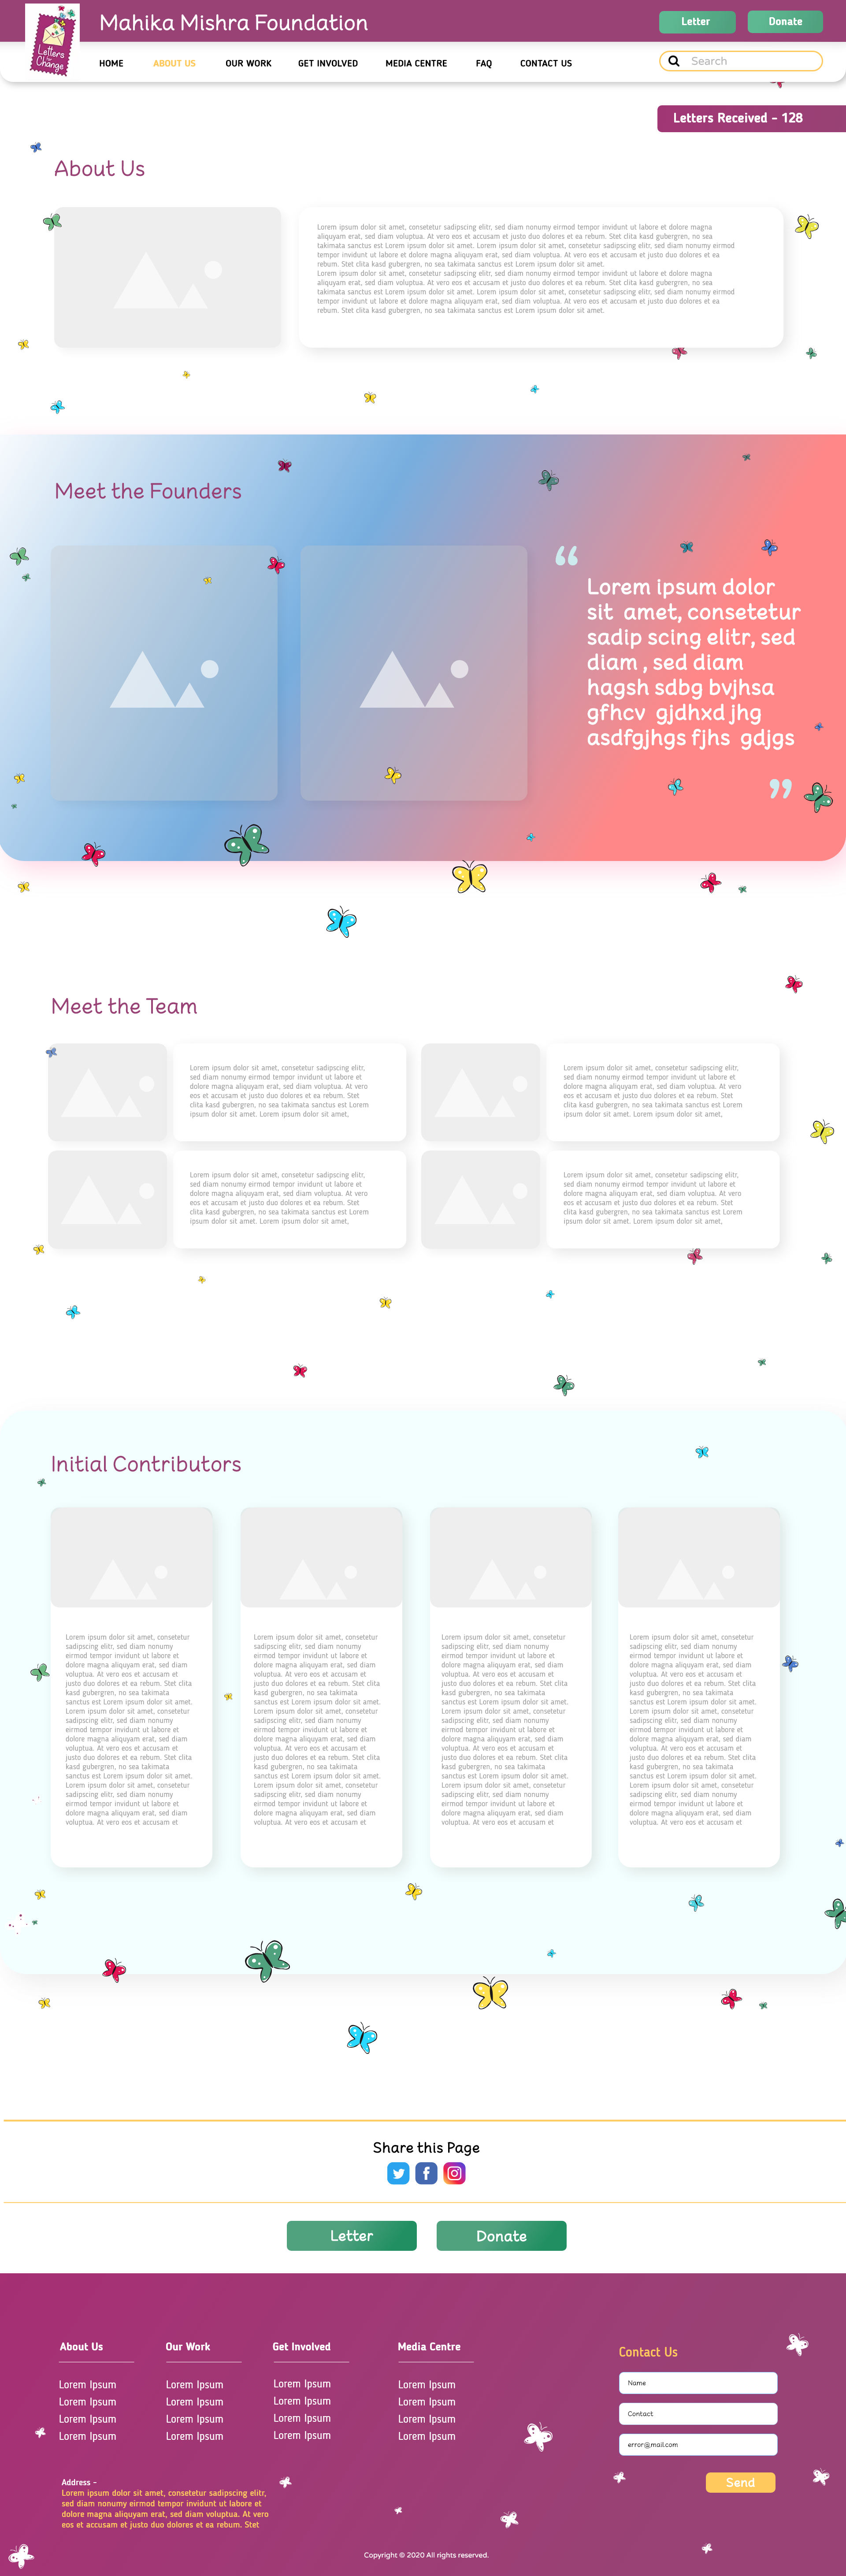 Mahika Mishra Foundation
Letter
Donate
Letters
for
Change
HOME
ABOUT US
OUR WORK
GET INVOLVED
MEDIA CENTRE
FAQ
CONTACT US
Search
Letters Received - 128
About Us
Lorem ipsum dolor sit amet, consetetur sadipscing elitr, sed diam nonumy eirmod tempor invidunt ut labore et dolore magna
aliquyam erat, sed diam voluptua. At vero eos et accusam et justo duo dolores et ea rebum. Stet clita kasd gubergren, no sea
takimata sanctus est Lorem ipsum dolor sit amet. Lorem ipsum dolor sit amet, consetetur sadipscing elitr, sed diam nonumy eirmod
tempor invidunt ut labore et dolore magna aliquyam erat, sed diam voluptua. At vero eos et accusam et justo duo dolores et ea
rebum. Stet clita kasd gubergren, no sea takimata sanctus est Lorem ipsum dolor sit amet.
Lorem ipsum dolor sit amet, consetetur sadipscing elitr, sed diam nonumy eirmod tempor invidunt ut labore et dolore magna
aliquyam erat, sed diam voluptua. At vero eos et accusam et justo duo dolores et ea rebum. Stet clita kasd gubergren, no sea
takimata sanctus est Lorem ipsum dolor sit amet. Lorem ipsum dolor sit amet, consetetur sadipscing elitr, sed diam nonumy eirmod
tempor invidunt ut labore et dolore magna aliquyam erat, sed diam voluptua. At vero eos et accusam et justo duo dolores et ea
rebum. Stet clita kasd gubergren, no sea takimata sanctus est Lorem ipsum dolor sit amet.
Meet the Founders
“
Lorem ipsum dolor
sit amet, consetetur
sadip scing elitr, sed
diam , sed diam
hagsh sdbg bvjhsa
gfhcv gjdhxd jhg
asdfgjhgs fjhs gdjgs
”
Meet the Team
Lorem ipsum dolor sit amet, consetetur sadipscing elitr,
sed diam nonumy eirmod tempor invidunt ut labore et
dolore magna aliquyam erat, sed diam voluptua. At vero
eos et accusam et justo duo dolores et ea rebum. Stet
clita kasd gubergren, no sea takimata sanctus est Lorem
ipsum dolor sit amet. Lorem ipsum dolor sit amet,
Lorem ipsum dolor sit amet, consetetur sadipscing elitr,
sed diam nonumy eirmod tempor invidunt ut labore et
dolore magna aliquyam erat, sed diam voluptua. At vero
eos et accusam et justo duo dolores et ea rebum. Stet
clita kasd gubergren, no sea takimata sanctus est Lorem
ipsum dolor sit amet. Lorem ipsum dolor sit amet,
Lorem ipsum dolor sit amet, consetetur sadipscing elitr,
sed diam nonumy eirmod tempor invidunt ut labore et
dolore magna aliquyam erat, sed diam voluptua. At vero
eos et accusam et justo duo dolores et ea rebum. Stet
clita kasd gubergren, no sea takimata sanctus est Lorem
ipsum dolor sit amet. Lorem ipsum dolor sit amet,
Lorem ipsum dolor sit amet, consetetur sadipscing elitr,
sed diam nonumy eirmod tempor invidunt ut labore et
dolore magna aliquyam erat, sed diam voluptua. At vero
eos et accusam et justo duo dolores et ea rebum. Stet
clita kasd gubergren, no sea takimata sanctus est Lorem
ipsum dolor sit amet. Lorem ipsum dolor sit amet,
Initial Contributors
Lorem ipsum dolor sit amet, consetetur
sadipscing elitr, sed diam nonumy
eirmod tempor invidunt ut labore et
dolore magna aliquyam erat, sed diam
voluptua. At vero eos et accusam et
justo duo dolores et ea rebum. Stet clita
kasd gubergren, no sea takimata
sanctus est Lorem ipsum dolor sit amet.
Lorem ipsum dolor sit amet, consetetur
sadipscing elitr, sed diam nonumy
eirmod tempor invidunt ut labore et
dolore magna aliquyam erat, sed diam
voluptua. At vero eos et accusam et
justo duo dolores et ea rebum. Stet clita
kasd gubergren, no sea takimata
sanctus est Lorem ipsum dolor sit amet.
Lorem ipsum dolor sit amet, consetetur
sadipscing elitr, sed diam nonumy
eirmod tempor invidunt ut labore et
dolore magna aliquyam erat, sed diam
voluptua. At vero eos et accusam et
Lorem ipsum dolor sit amet, consetetur
sadipscing elitr, sed diam nonumy
eirmod tempor invidunt ut labore et
dolore magna aliquyam erat, sed diam
voluptua. At vero eos et accusam et
justo duo dolores et ea rebum. Stet clita
kasd gubergren, no sea takimata
sanctus est Lorem ipsum dolor sit amet.
Lorem ipsum dolor sit amet, consetetur
sadipscing elitr, sed diam nonumy
eirmod tempor invidunt ut labore et
dolore magna aliquyam erat, sed diam
voluptua. At vero eos et accusam et
justo duo dolores et ea rebum. Stet clita
kasd gubergren, no sea takimata
sanctus est Lorem ipsum dolor sit amet.
Lorem ipsum dolor sit amet, consetetur
sadipscing elitr, sed diam nonumy
eirmod tempor invidunt ut labore et
dolore magna aliquyam erat, sed diam
voluptua. At vero eos et accusam et
Lorem ipsum dolor sit amet, consetetur
sadipscing elitr, sed diam nonumy
eirmod tempor invidunt ut labore et
dolore magna aliquyam erat, sed diam
voluptua. At vero eos et accusam et
justo duo dolores et ea rebum. Stet clita
kasd gubergren, no sea takimata
sanctus est Lorem ipsum dolor sit amet.
Lorem ipsum dolor sit amet, consetetur
sadipscing elitr, sed diam nonumy
eirmod tempor invidunt ut labore et
dolore magna aliquyam erat, sed diam
voluptua. At vero eos et accusam et
justo duo dolores et ea rebum. Stet clita
kasd gubergren, no sea takimata
sanctus est Lorem ipsum dolor sit amet.
Lorem ipsum dolor sit amet, consetetur
sadipscing elitr, sed diam nonumy
eirmod tempor invidunt ut labore et
dolore magna aliquyam erat, sed diam
voluptua. At vero eos et accusam et
Lorem ipsum dolor sit amet, consetetur
sadipscing elitr, sed diam nonumy
eirmod tempor invidunt ut labore et
dolore magna aliquyam erat, sed diam
voluptua. At vero eos et accusam et
justo duo dolores et ea rebum. Stet clita
kasd gubergren, no sea takimata
sanctus est Lorem ipsum dolor sit amet.
Lorem ipsum dolor sit amet, consetetur
sadipscing elitr, sed diam nonumy
eirmod tempor invidunt ut labore et
dolore magna aliquyam erat, sed diam
voluptua. At vero eos et accusam et
justo duo dolores et ea rebum. Stet clita
kasd gubergren, no sea takimata
sanctus est Lorem ipsum dolor sit amet.
Lorem ipsum dolor sit amet, consetetur
sadipscing elitr, sed diam nonumy
eirmod tempor invidunt ut labore et
dolore magna aliquyam erat, sed diam
voluptua. At vero eos et accusam et
Share this Page
Letter
Donate
About Us
Lorem Ipsum
Lorem Ipsum
Lorem Ipsum
Lorem Ipsum
Our Work
Lorem Ipsum
Lorem Ipsum
Lorem Ipsum
Lorem Ipsum
Get Involved
Lorem Ipsum
Lorem Ipsum
Lorem Ipsum
Lorem Ipsum
Media Centre
Lorem Ipsum
Lorem Ipsum
Lorem Ipsum
Lorem Ipsum
Contact Us
Name
Contact
error@mail.com
Send
Address -
Lorem ipsum dolor sit amet, consetetur sadipscing elitr,
sed diam nonumy eirmod tempor invidunt ut labore et
dolore magna aliquyam erat, sed diam voluptua. At vero
eos et accusam et justo duo dolores et ea rebum. Stet
Copyright © 2020 All rights reserved.